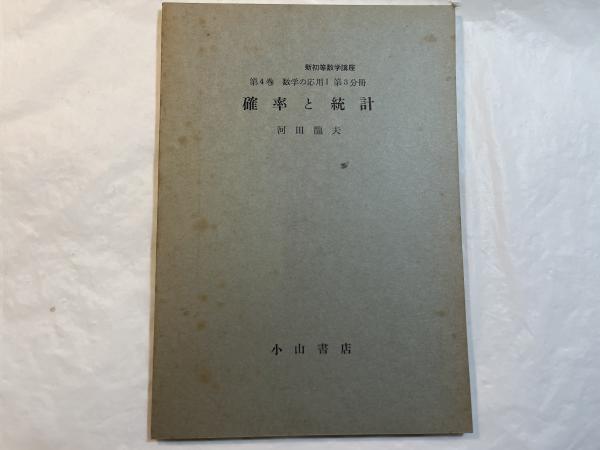 新初等数学講座
第4巻 数学の応用I 第3分冊
確率と統計
河田龍夫
小山書店